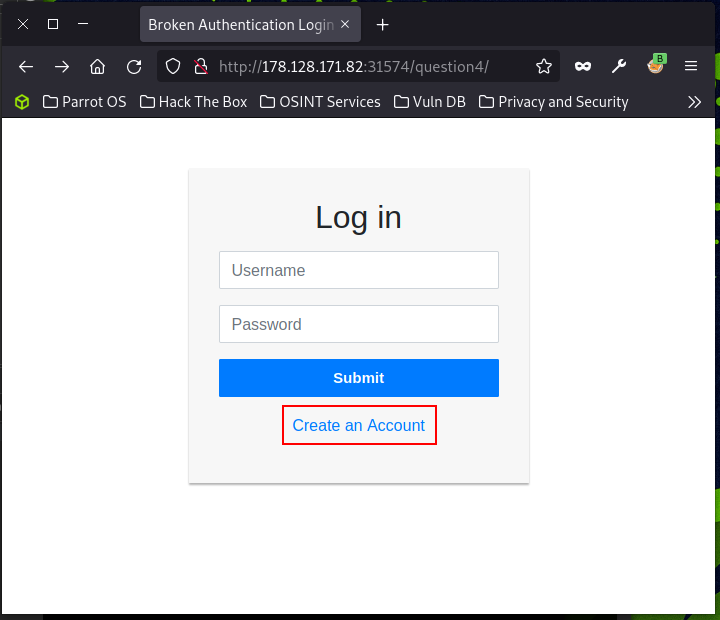 Broken Authentication Login
http://178.128.171.82:31574/question4/
B
Parrot OS Hack The Box OSINT Services Vuln DB Privacy and Security
Log in
Username
Password
Submit
Create an Account